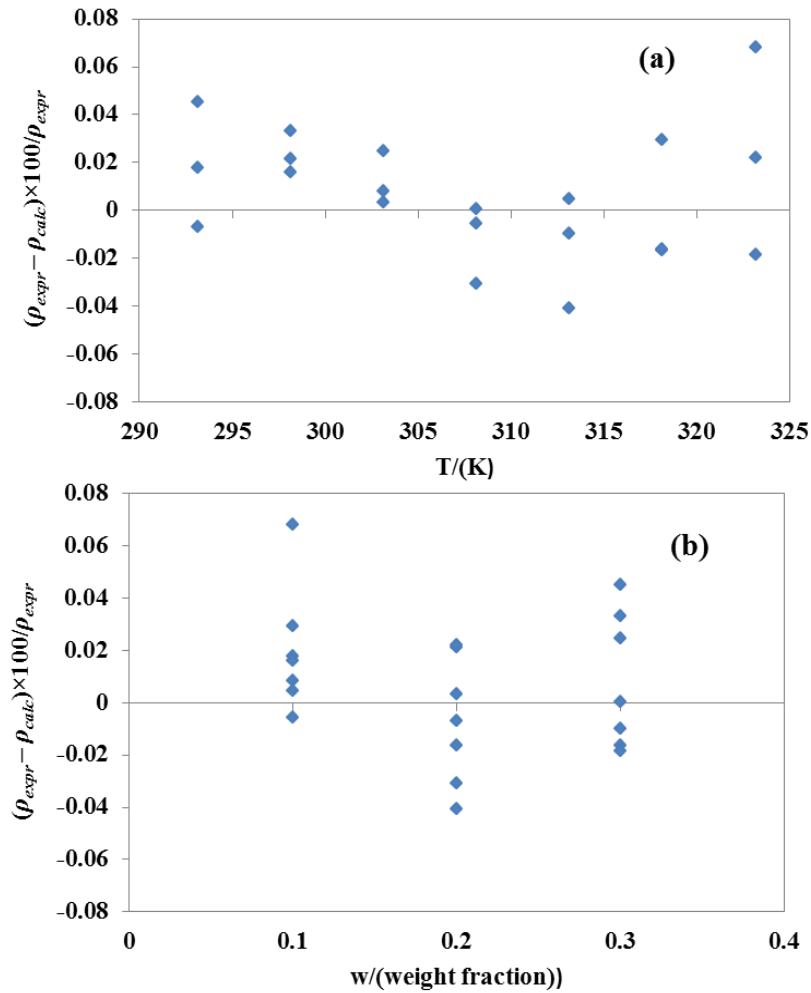 0.08
0.06
0.04
0.02
0
-0.02
-0.04
-0.06
-0.08
(ρexpr− ρcalc)×100/ρexpr
(a)
290 295 300 305 310 315 320 325
T/(K)
0.08
0.06
0.04
0.02
0
-0.02
-0.04
-0.06
-0.08
(ρexpr− ρcalc)×100/ρexpr
(b)
0 0.1 0.2 0.3 0.4
w/(weight fraction))